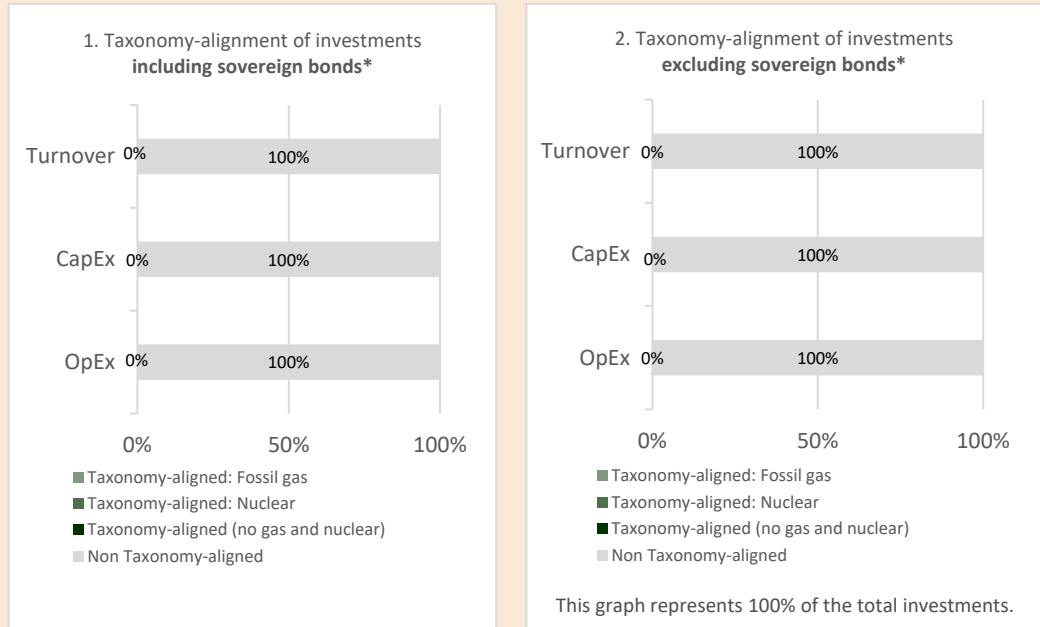 1. Taxonomy-alignment of investments
including sovereign bonds*
Turnover 0% 100%
CapEx 0% 100%
OpEx 0% 100%
0% 50% 100%
Taxonomy-aligned: Fossil gas
Taxonomy-aligned: Nuclear
Taxonomy-aligned (no gas and nuclear)
Non Taxonomy-aligned
2. Taxonomy-alignment of investments
excluding sovereign bonds*
Turnover 0% 100%
CapEx 0% 100%
OpEx 0% 100%
0% 50% 100%
Taxonomy-aligned: Fossil gas
Taxonomy-aligned: Nuclear
Taxonomy-aligned (no gas and nuclear)
Non Taxonomy-aligned
This graph represents 100% of the total investments.